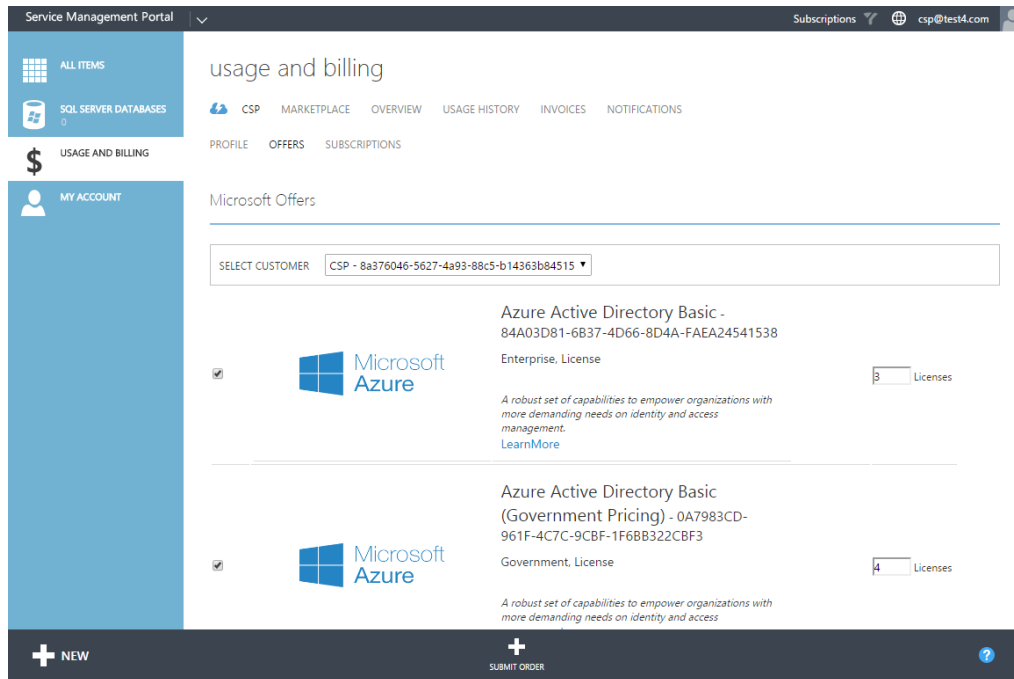 Service Management Portal
Subscriptions
csp@test4.com
ALL ITEMS
SQL SERVER DATABASES
0
USAGE AND BILLING
MY ACCOUNT
usage and billing
CSP MARKETPLACE OVERVIEW USAGE HISTORY INVOICES NOTIFICATIONS
PROFILE OFFERS SUBSCRIPTIONS
Microsoft Offers
SELECT CUSTOMER CSP - 8a376046-5627-4a93-88c5-b14363b84515
Microsoft
Azure
Azure Active Directory Basic -
84A03D81-6B37-4D66-8D4A-FAEA24541538
Enterprise, License
A robust set of capabilities to empower organizations with
more demanding needs on identity and access
management.
LearnMore
3 Licenses
Microsoft
Azure
Azure Active Directory Basic
(Government Pricing) - 0A7983CD-
961F-4C7C-9CBF-1F6BB322CBF3
Government, License
A robust set of capabilities to empower organizations with
more demanding needs on identity and access
4 Licenses
NEW
SUBMIT ORDER
?